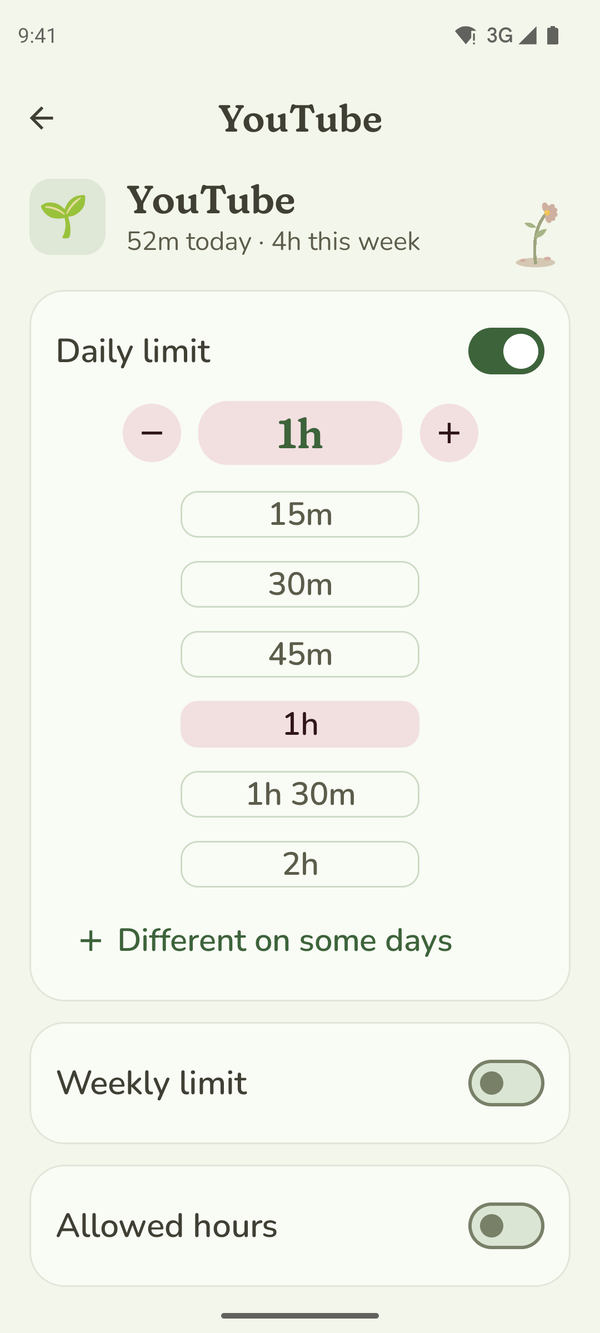 9:41
3G
YouTube
YouTube
52m today · 4h this week
Daily limit
− 1h +
15m
30m
45m
1h
1h 30m
2h
+ Different on some days
Weekly limit
Allowed hours